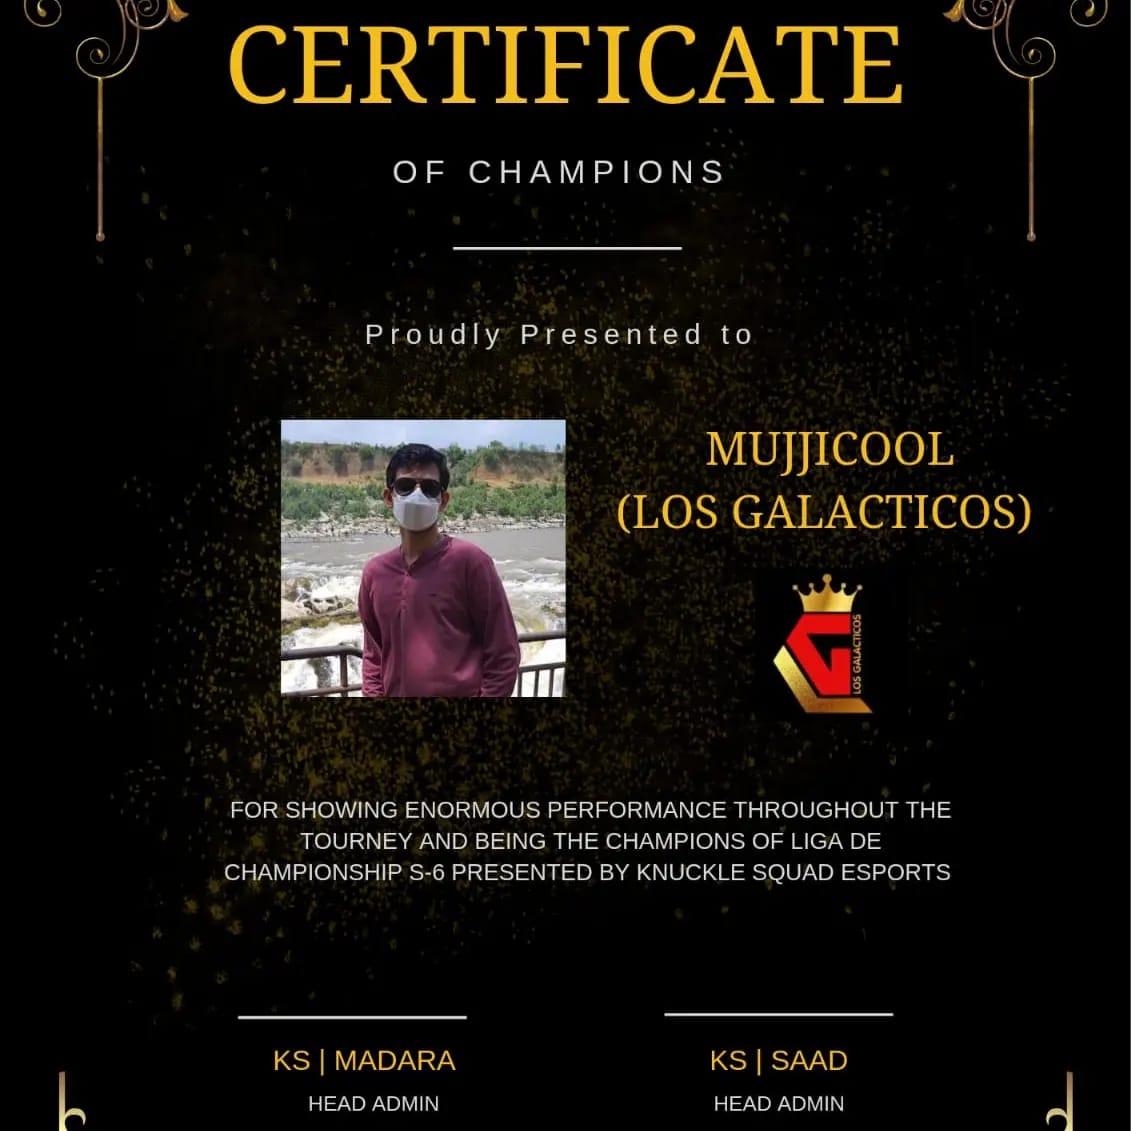 CERTIFICATE
OF CHAMPIONS
Proudly Presented to
MUJJICOOL
(LOS GALACTICOS)
LOS GALACTICOS
FOR SHOWING ENORMOUS PERFORMANCE THROUGHOUT THE
TOURNEY AND BEING THE CHAMPIONS OF LIGA DE
CHAMPIONSHIP S-6 PRESENTED BY KNUCKLE SQUAD ESPORTS
KS | MADARA
KS | SAAD
HEAD ADMIN
HEAD ADMIN